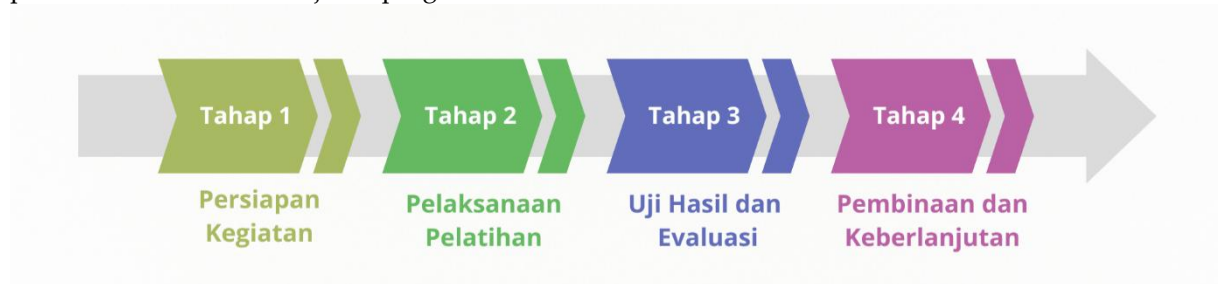 Tahap 1
Tahap 2
Tahap 3
Tahap 4
Persiapan
Kegiatan
Pelaksanaan
Pelatihan
Uji Hasil dan
Evaluasi
Pembinaan dan
Keberlanjutan